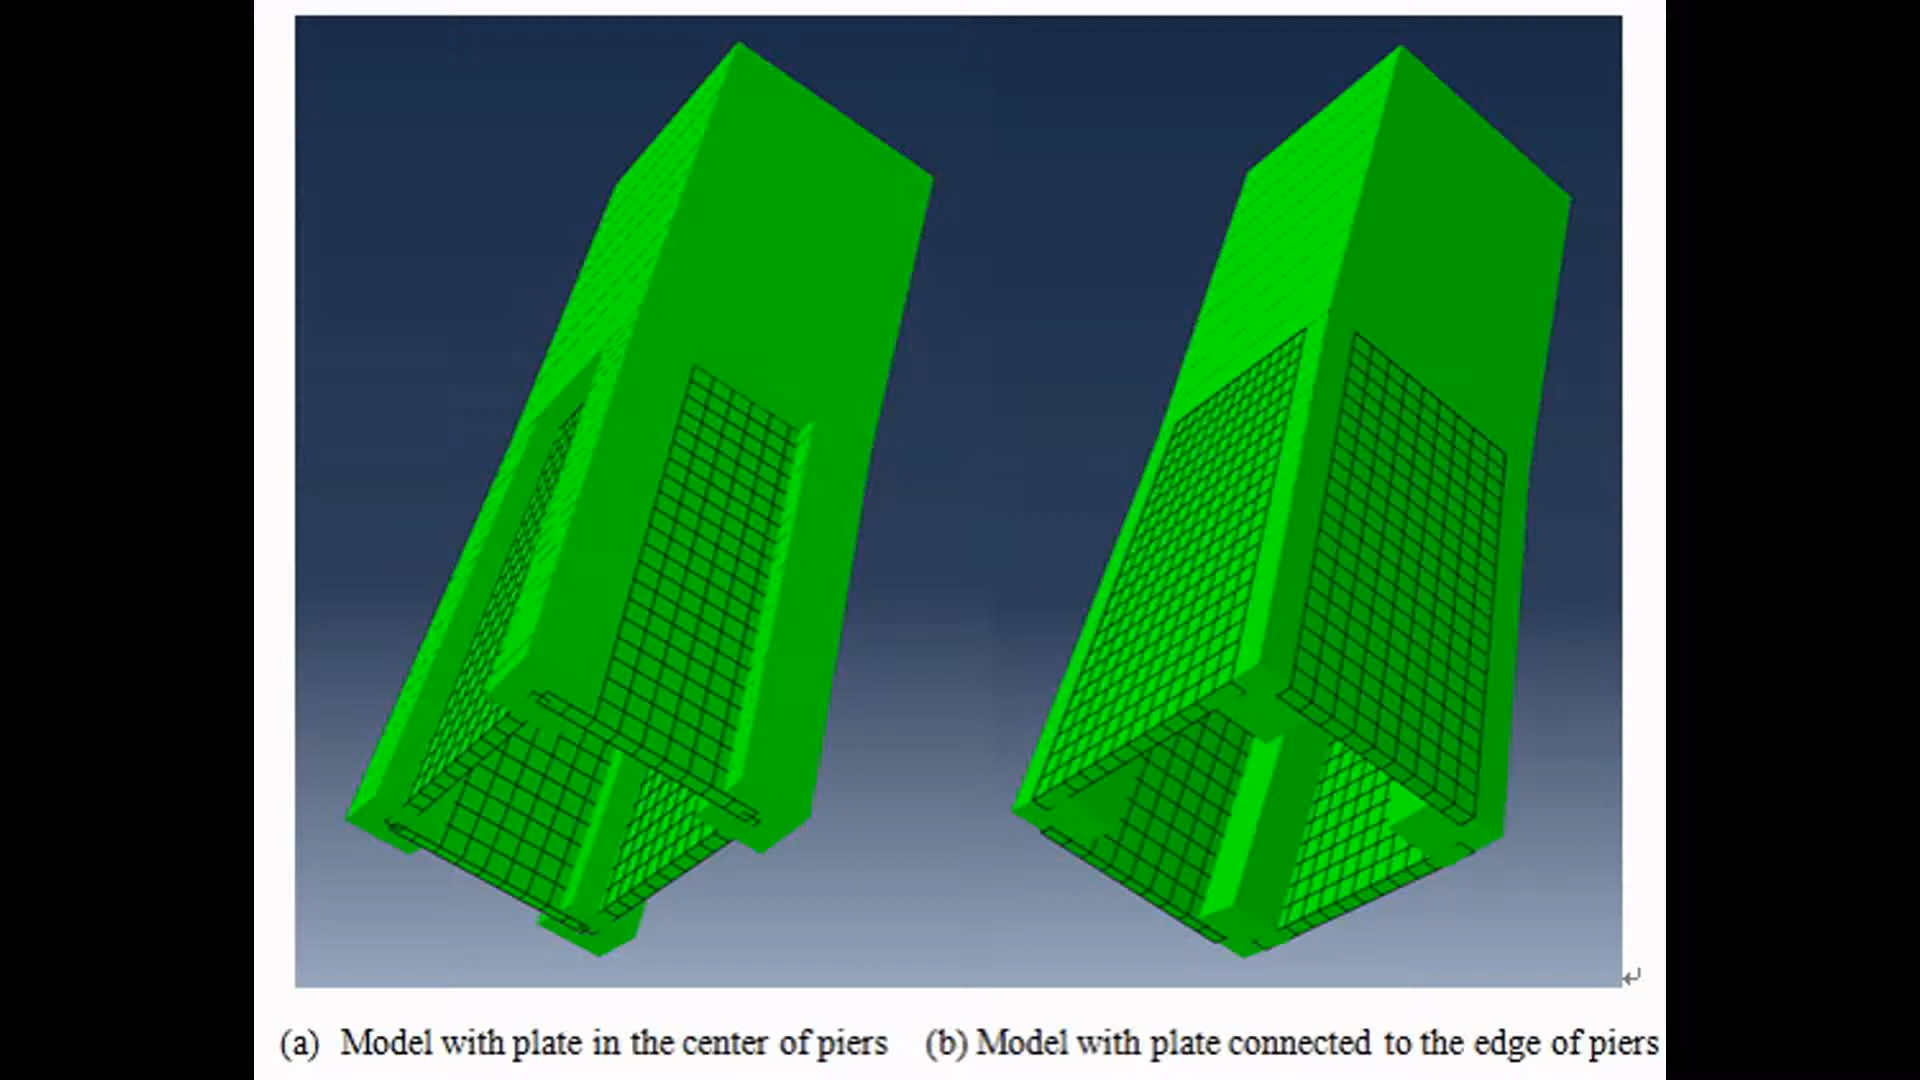 (a) Model with plate in the center of piers (b) Model with plate connected to the edge of piers